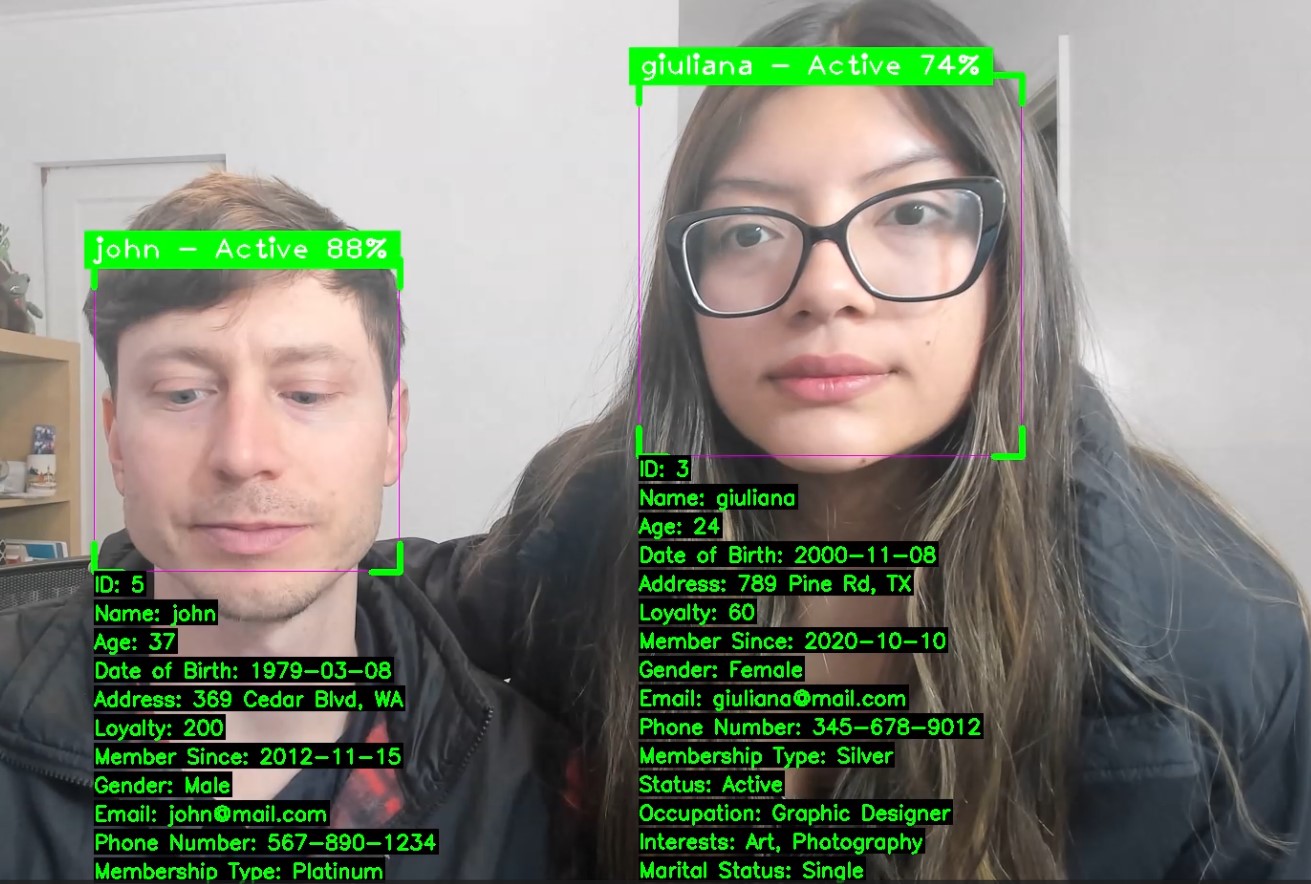 giuliana - Active 74%
john - Active 88%
ID: 5
Name: john
Age: 37
Date of Birth: 1979-03-08
Address: 369 Cedar Blvd, WA
Loyalty: 200
Member Since: 2012-11-15
Gender: Male
Email: john@mail.com
Phone Number: 567-890-1234
Membership Type: Platinum
ID: 3
Name: giuliana
Age: 24
Date of Birth: 2000-11-08
Address: 789 Pine Rd, TX
Loyalty: 60
Member Since: 2020-10-10
Gender: Female
Email: giuliana@mail.com
Phone Number: 345-678-9012
Membership Type: Silver
Status: Active
Occupation: Graphic Designer
Interests: Art, Photography
Marital Status: Single